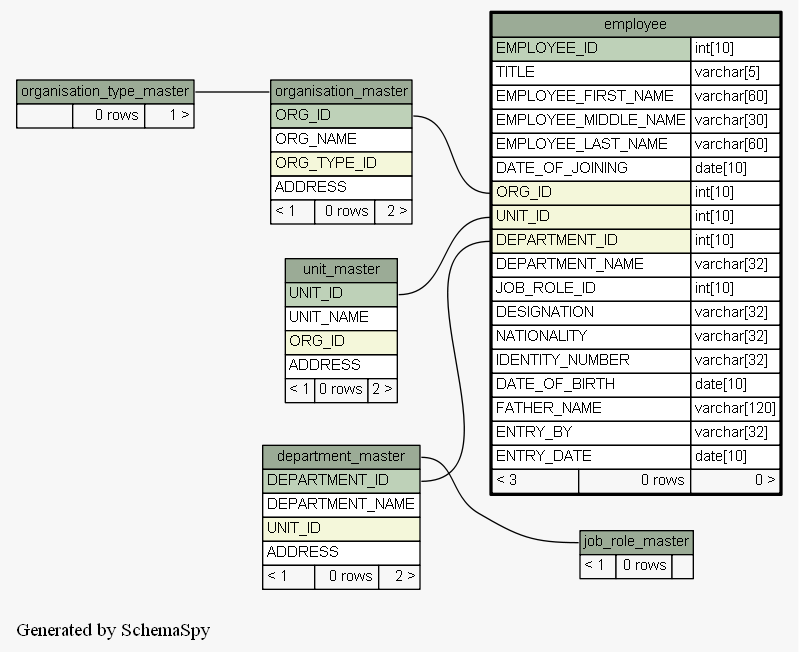 employee
EMPLOYEE_ID int[10]
TITLE varchar[5]
EMPLOYEE_FIRST_NAME varchar[60]
EMPLOYEE_MIDDLE_NAME varchar[30]
EMPLOYEE_LAST_NAME varchar[60]
DATE_OF_JOINING date[10]
ORG_ID int[10]
UNIT_ID int[10]
DEPARTMENT_ID int[10]
DEPARTMENT_NAME varchar[32]
JOB_ROLE_ID int[10]
DESIGNATION varchar[32]
NATIONALITY varchar[32]
IDENTITY_NUMBER varchar[32]
DATE_OF_BIRTH date[10]
FATHER_NAME varchar[120]
ENTRY_BY varchar[32]
ENTRY_DATE date[10]
< 3 0 rows 0 >
organisation_type_master
0 rows 1 >
organisation_master
ORG_ID
ORG_NAME
ORG_TYPE_ID
ADDRESS
< 1 0 rows 2 >
unit_master
UNIT_ID
UNIT_NAME
ORG_ID
ADDRESS
< 1 0 rows 2 >
department_master
DEPARTMENT_ID
DEPARTMENT_NAME
UNIT_ID
ADDRESS
< 1 0 rows 2 >
job_role_master
< 1 0 rows
Generated by SchemaSpy